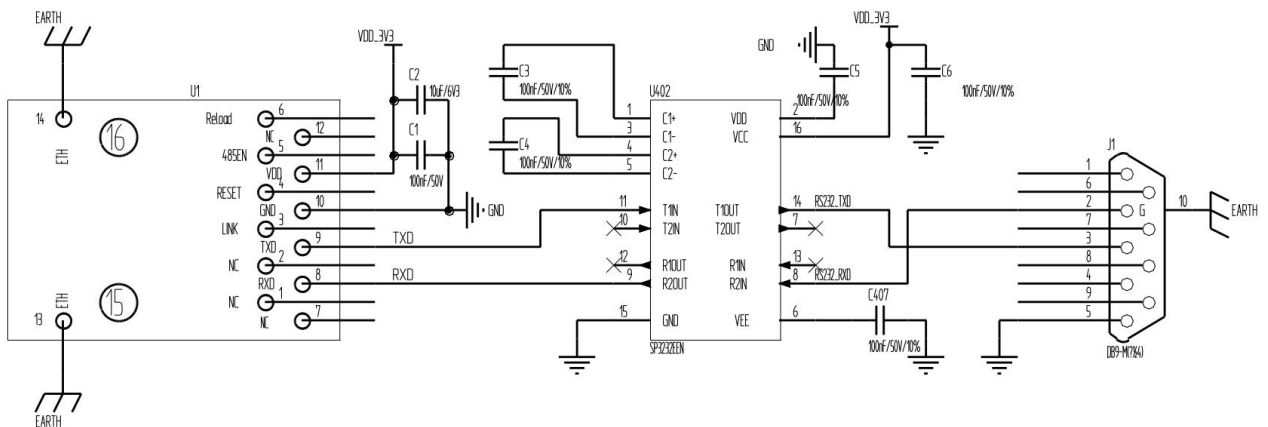 EARTH
U1
14
16
ETH
15
ETH
13
EARTH
Reload
6
NC
12
485EN
5
VDD
11
RESET
4
GND
10
LINK
3
TXD
9
NC
2
RXD
8
NC
1
NC
7
TXD
RXD
VDD_3V3
C2
10uF/6V3
C1
100nF/50V
GND
C3
100nF/50V/10%
C4
100nF/50V/10%
U402
1
C1+
3
C1-
4
C2+
5
C2-
11
T1IN
10
T2IN
12
R1OUT
9
R2OUT
15
GND
SP3232EEN
VDD
2
VCC
16
T1OUT
14
RS232_TXD
T2OUT
7
R1IN
13
R2IN
8
RS232_RXD
VEE
6
GND
C5
100nF/50V/10%
VDD_3V3
C6
100nF/50V/10%
C407
100nF/50V/10%
J1
1
6
2
G
7
3
8
4
9
5
10
EARTH